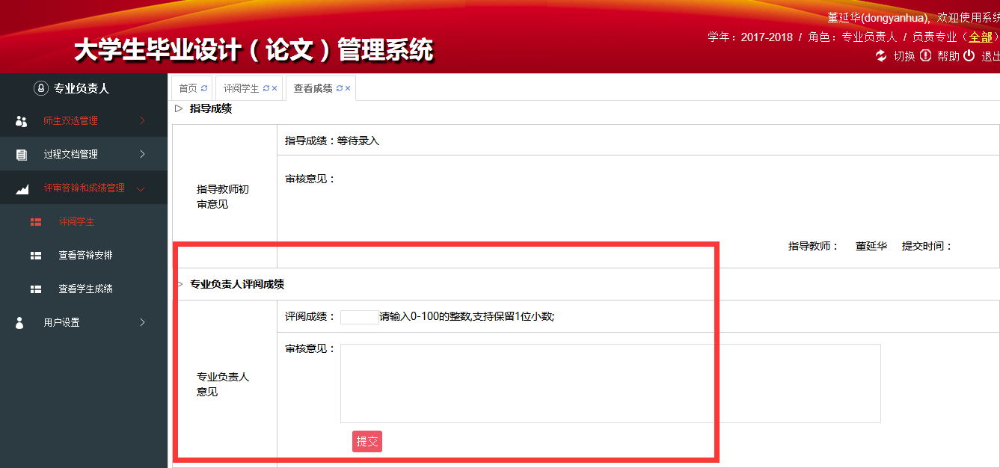 董延华(dongyanhua), 欢迎使用系统
大学生毕业设计（论文）管理系统
学年：2017-2018 / 角色：专业负责人 / 负责专业（全部）
切换 帮助 退出
专业负责人
首页 评阅学生 查看成绩
指导成绩
师生双选管理
过程文档管理
评审答辩和成绩管理
评阅学生
查看答辩安排
查看学生成绩
用户设置
指导教师初
审意见
指导成绩：等待录入
审核意见：
指导教师： 董延华 提交时间：
专业负责人评阅成绩
专业负责人
意见
评阅成绩： 请输入0-100的整数,支持保留1位小数;
审核意见：
提交